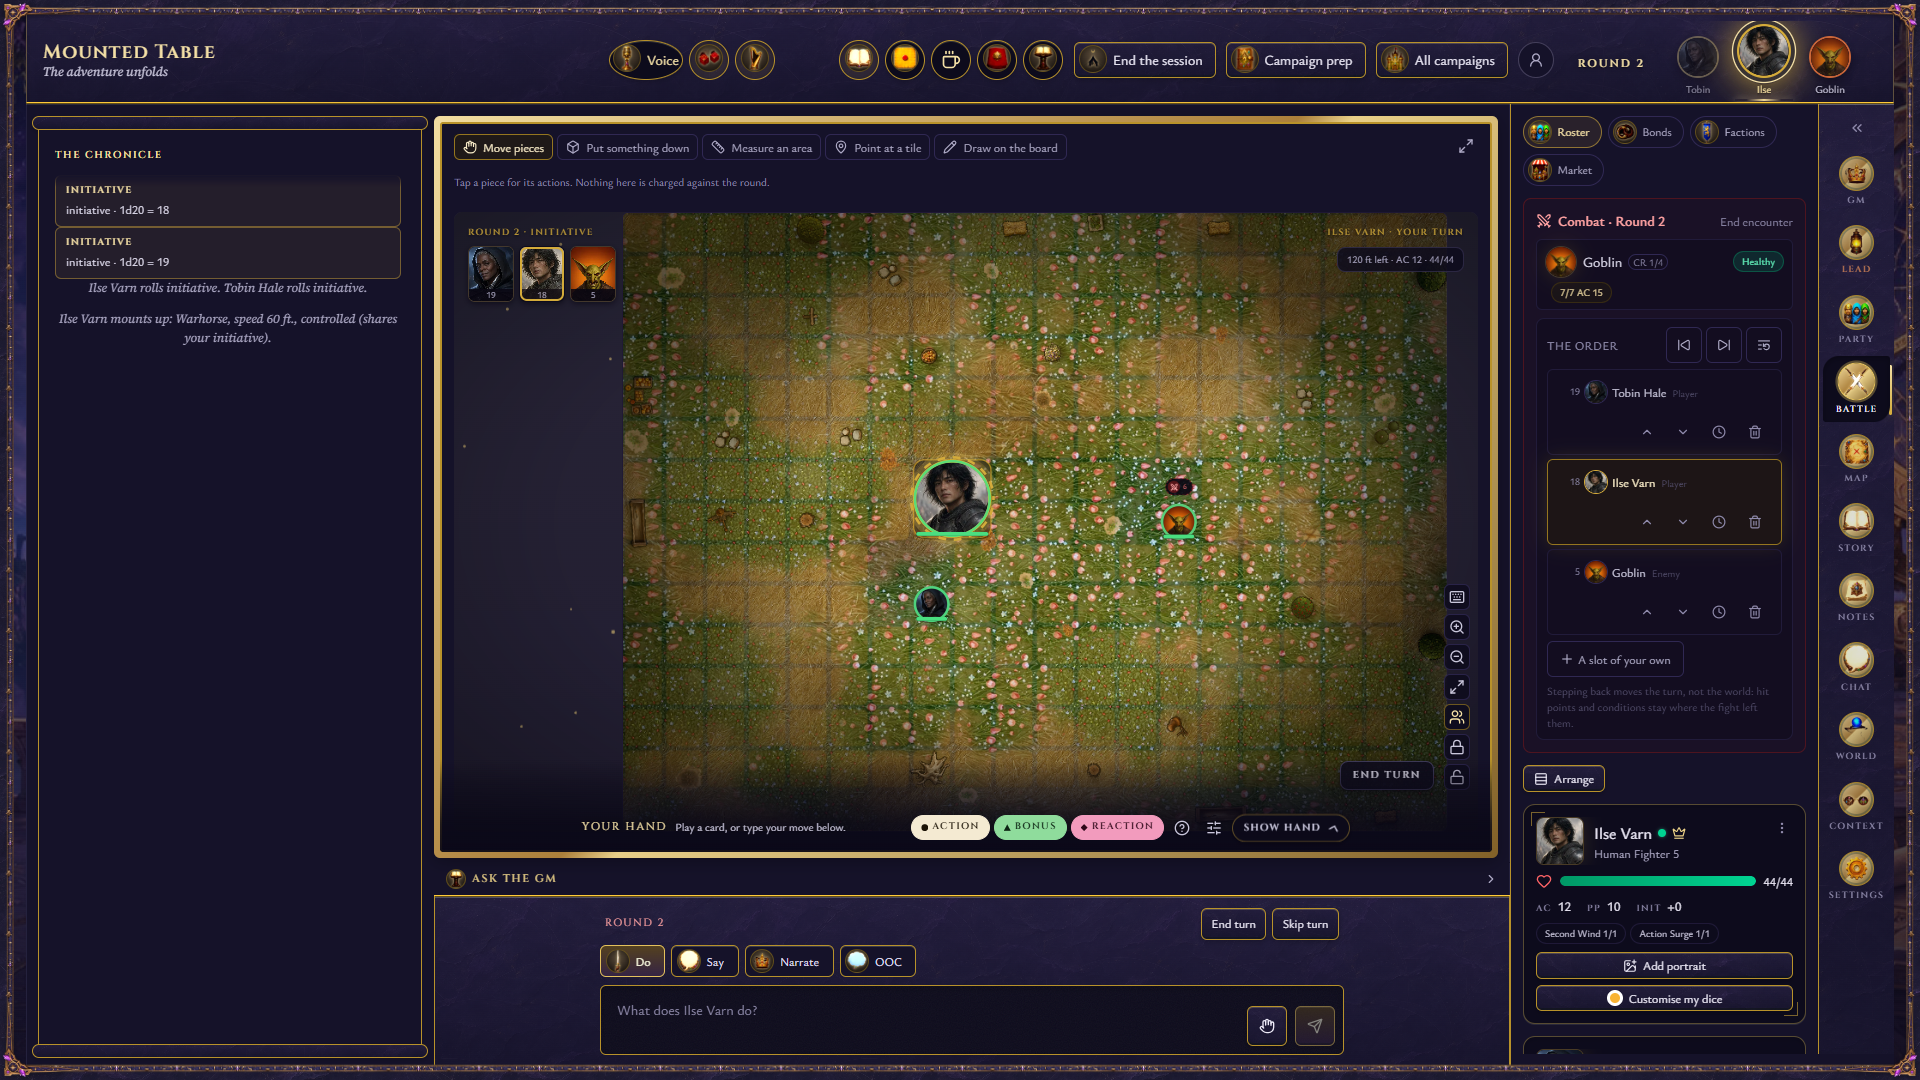 MOUNTED TABLE
The adventure unfolds
Voice
End the session
Campaign prep
All campaigns
ROUND 2
Tobin
Ilse
Goblin
THE CHRONICLE
INITIATIVE
initiative · 1d20 = 18
INITIATIVE
initiative · 1d20 = 19
Ilse Varn rolls initiative. Tobin Hale rolls initiative.
Ilse Varn mounts up: Warhorse, speed 60 ft., controlled (shares
your initiative).
Move pieces
Put something down
Measure an area
Point at a tile
Draw on the board
Tap a piece for its actions. Nothing here is charged against the round.
ROUND 2 · INITIATIVE
19
18
5
ILSE VARN · YOUR TURN
120 ft left · AC 12 · 44/44
END TURN
YOUR HAND
Play a card, or type your move below.
ACTION
BONUS
REACTION
SHOW HAND
ASK THE GM
ROUND 2
End turn
Skip turn
Do
Say
Narrate
OOC
What does Ilse Varn do?
Roster
Bonds
Factions
Market
Combat · Round 2
End encounter
Goblin
CR 1/4
Healthy
7/7 AC 15
THE ORDER
19
Tobin Hale
Player
18
Ilse Varn
Player
5
Goblin
Enemy
A slot of your own
Stepping back moves the turn, not the world: hit
points and conditions stay where the fight left
them.
Arrange
Ilse Varn
Human Fighter 5
44/44
AC 12
PP 10
INIT +0
Second Wind 1/1
Action Surge 1/1
Add portrait
Customise my dice
GM
LEAD
PARTY
BATTLE
MAP
STORY
NOTES
CHAT
WORLD
CONTEXT
SETTINGS